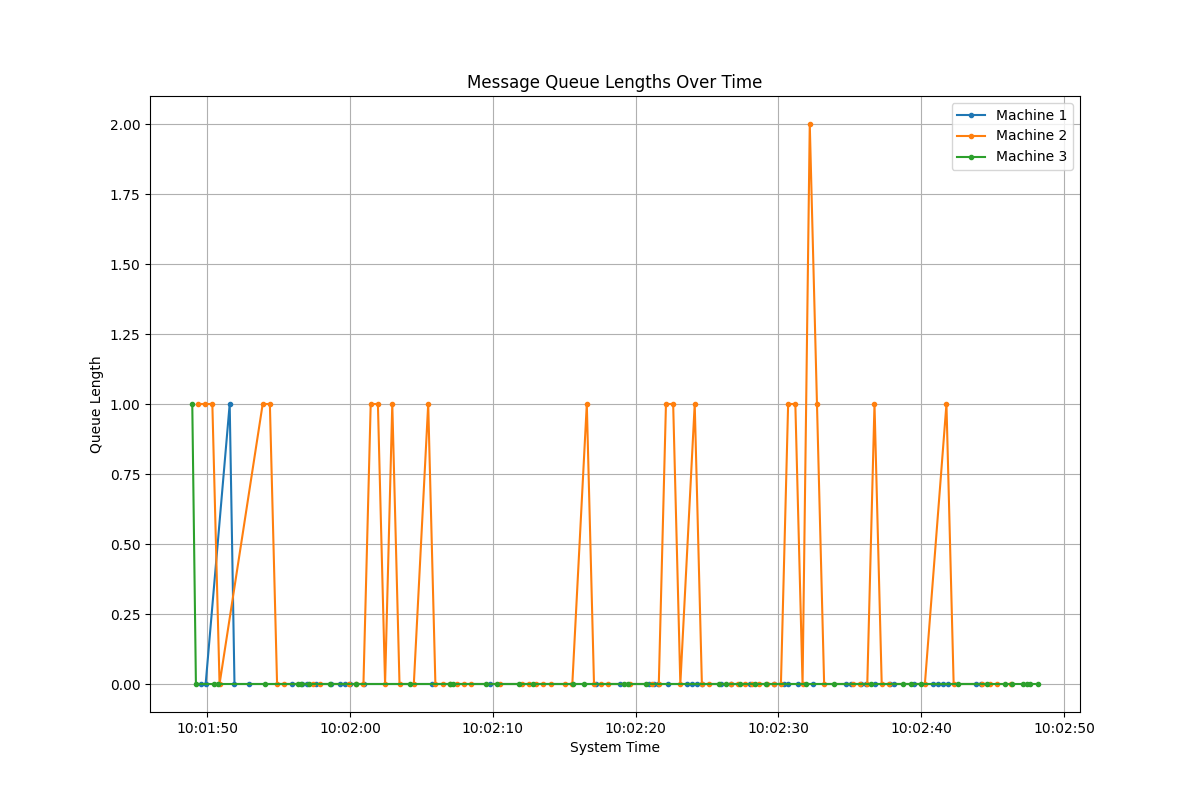 Message Queue Lengths Over Time
2.00
1.75
1.50
1.25
1.00
0.75
0.50
0.25
0.00
Queue Length
Machine 1
Machine 2
Machine 3
10:01:50
10:02:00
10:02:10
10:02:20
10:02:30
10:02:40
10:02:50
System Time